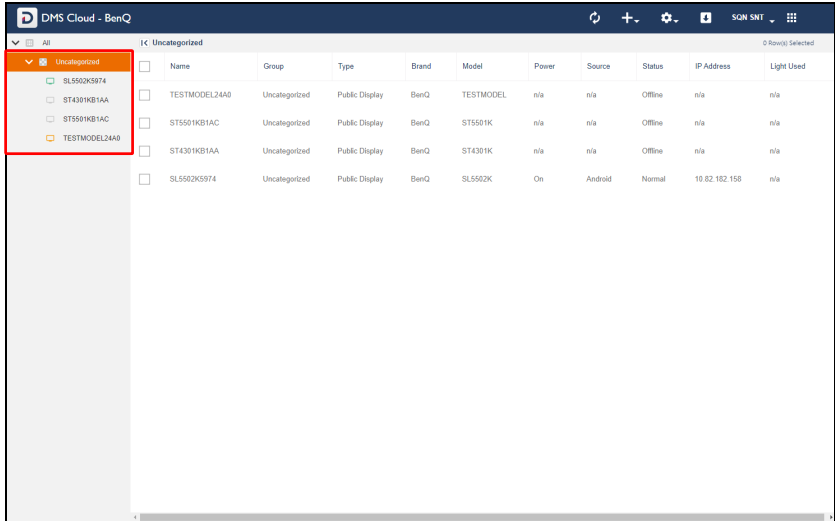 DMS Cloud - BenQ SQN SNT
All Uncategorized 0 Row(s) Selected
Uncategorized
SL5502K5974
ST4301KB1AA
ST5501KB1AC
TESTMODEL24A0
Name Group Type Brand Model Power Source Status IP Address Light Used
TESTMODEL24A0 Uncategorized Public Display BenQ TESTMODEL n/a n/a Offline n/a n/a
ST5501KB1AC Uncategorized Public Display BenQ ST5501K n/a n/a Offline n/a n/a
ST4301KB1AA Uncategorized Public Display BenQ ST4301K n/a n/a Offline n/a n/a
SL5502K5974 Uncategorized Public Display BenQ SL5502K On Android Normal 10.82.182.158 n/a